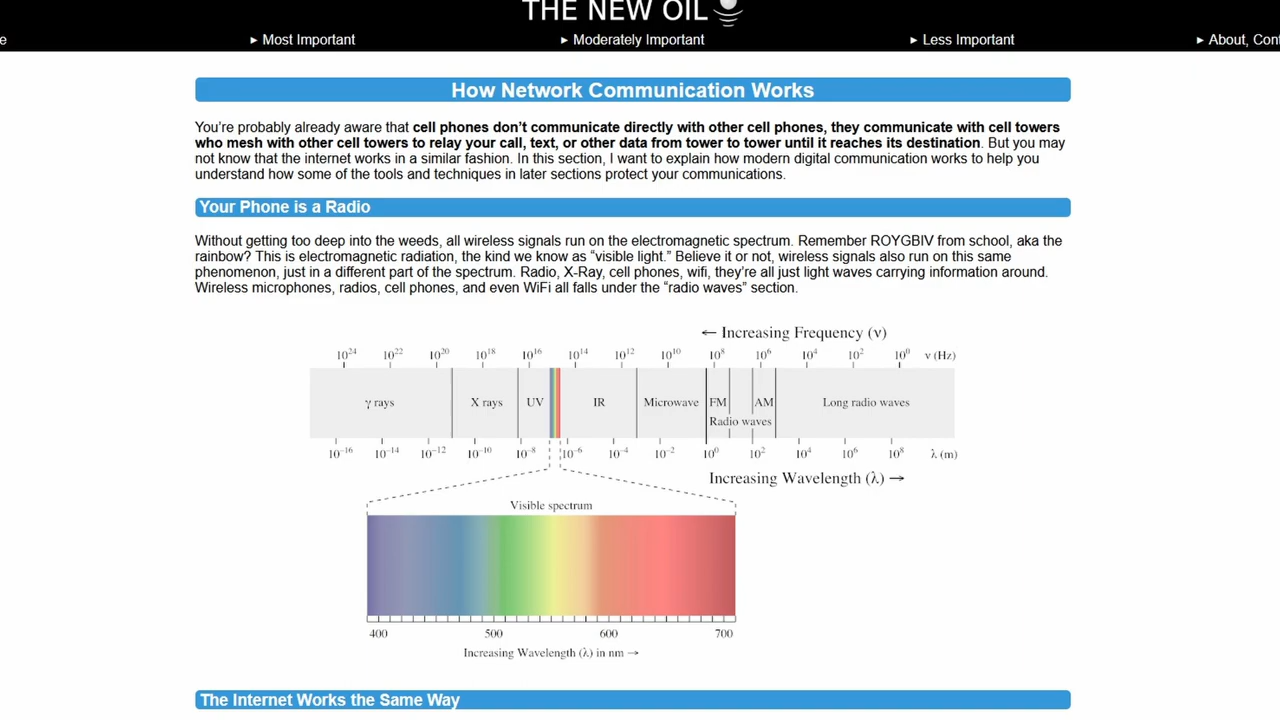 THE NEW OIL
e
▸ Most Important
▸ Moderately Important
▸ Less Important
▸ About, Cont
How Network Communication Works
You're probably already aware that cell phones don't communicate directly with other cell phones, they communicate with cell towers
who mesh with other cell towers to relay your call, text, or other data from tower to tower until it reaches its destination. But you may
not know that the internet works in a similar fashion. In this section, I want to explain how modern digital communication works to help you
understand how some of the tools and techniques in later sections protect your communications.
Your Phone is a Radio
Without getting too deep into the weeds, all wireless signals run on the electromagnetic spectrum. Remember ROYGBIV from school, aka the
rainbow? This is electromagnetic radiation, the kind we know as “visible light.” Believe it or not, wireless signals also run on this same
phenomenon, just in a different part of the spectrum. Radio, X-Ray, cell phones, wifi, they're all just light waves carrying information around.
Wireless microphones, radios, cell phones, and even WiFi all falls under the “radio waves” section.
← Increasing Frequency (ν)
10²⁴ 10²² 10²⁰ 10¹⁸ 10¹⁶ 10¹⁴ 10¹² 10¹⁰ 10⁸ 10⁶ 10⁴ 10² 10⁰ ν (Hz)
γ rays X rays UV IR Microwave FM AM Long radio waves
Radio waves
10⁻¹⁶ 10⁻¹⁴ 10⁻¹² 10⁻¹⁰ 10⁻⁸ 10⁻⁶ 10⁻⁴ 10⁻² 10⁰ 10² 10⁴ 10⁶ 10⁸ λ (m)
Increasing Wavelength (λ) →
Visible spectrum
400 500 600 700
Increasing Wavelength (λ) in nm →
The Internet Works the Same Way